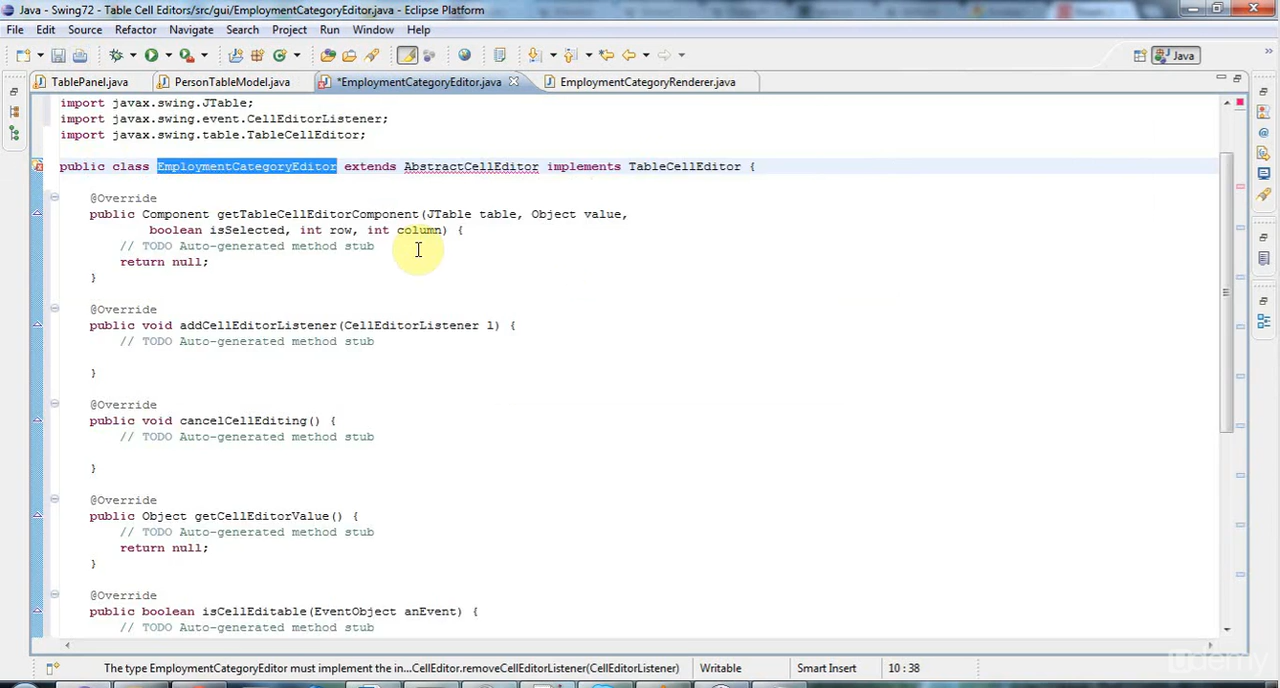 Java - Swing72 - Table Cell Editors/src/gui/EmploymentCategoryEditor.java - Eclipse Platform
File Edit Source Refactor Navigate Search Project Run Window Help
Java
TablePanel.java PersonTableModel.java *EmploymentCategoryEditor.java EmploymentCategoryRenderer.java
import javax.swing.JTable;
import javax.swing.event.CellEditorListener;
import javax.swing.table.TableCellEditor;
public class EmploymentCategoryEditor extends AbstractCellEditor implements TableCellEditor {
@Override
public Component getTableCellEditorComponent(JTable table, Object value,
boolean isSelected, int row, int column) {
// TODO Auto-generated method stub
return null;
}
@Override
public void addCellEditorListener(CellEditorListener l) {
// TODO Auto-generated method stub
}
@Override
public void cancelCellEditing() {
// TODO Auto-generated method stub
}
@Override
public Object getCellEditorValue() {
// TODO Auto-generated method stub
return null;
}
@Override
public boolean isCellEditable(EventObject anEvent) {
// TODO Auto-generated method stub
The type EmploymentCategoryEditor must implement the in...CellEditor.removeCellEditorListener(CellEditorListener) Writable Smart Insert 10 : 38
udemy